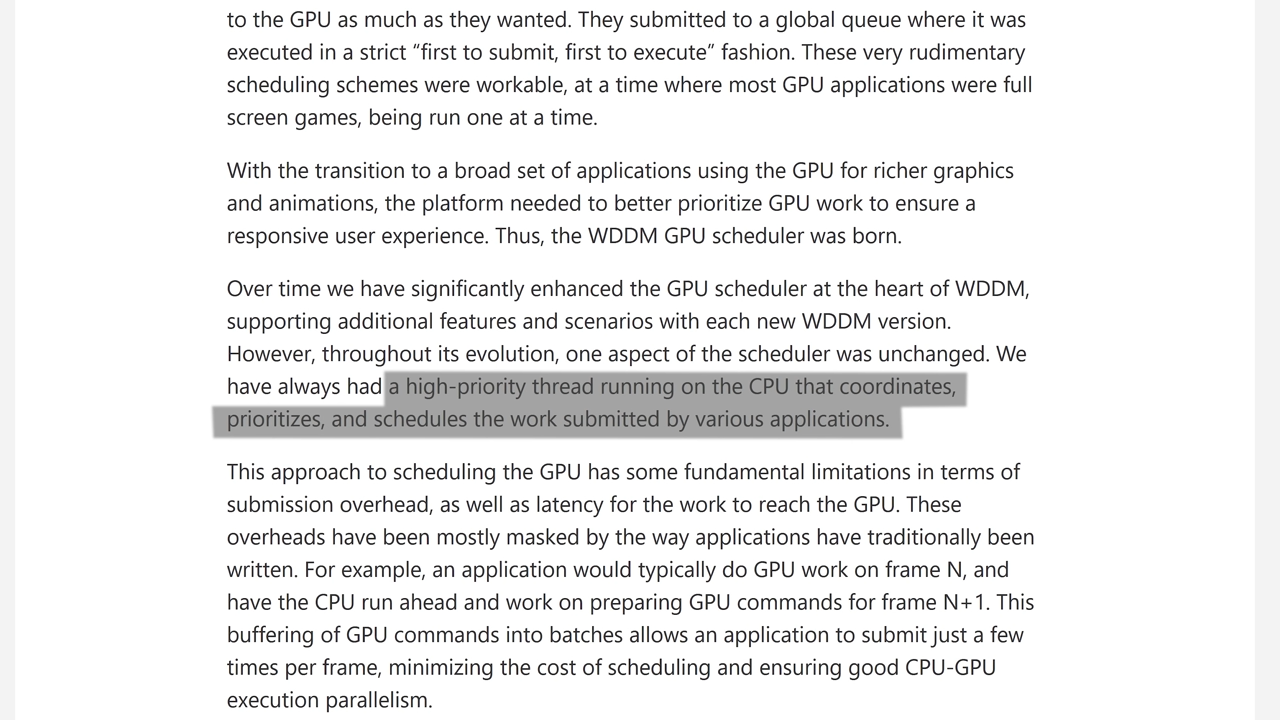 to the GPU as much as they wanted. They submitted to a global queue where it was
executed in a strict “first to submit, first to execute” fashion. These very rudimentary
scheduling schemes were workable, at a time where most GPU applications were full
screen games, being run one at a time.
With the transition to a broad set of applications using the GPU for richer graphics
and animations, the platform needed to better prioritize GPU work to ensure a
responsive user experience. Thus, the WDDM GPU scheduler was born.
Over time we have significantly enhanced the GPU scheduler at the heart of WDDM,
supporting additional features and scenarios with each new WDDM version.
However, throughout its evolution, one aspect of the scheduler was unchanged. We
have always had a high-priority thread running on the CPU that coordinates,
prioritizes, and schedules the work submitted by various applications.
This approach to scheduling the GPU has some fundamental limitations in terms of
submission overhead, as well as latency for the work to reach the GPU. These
overheads have been mostly masked by the way applications have traditionally been
written. For example, an application would typically do GPU work on frame N, and
have the CPU run ahead and work on preparing GPU commands for frame N+1. This
buffering of GPU commands into batches allows an application to submit just a few
times per frame, minimizing the cost of scheduling and ensuring good CPU-GPU
execution parallelism.